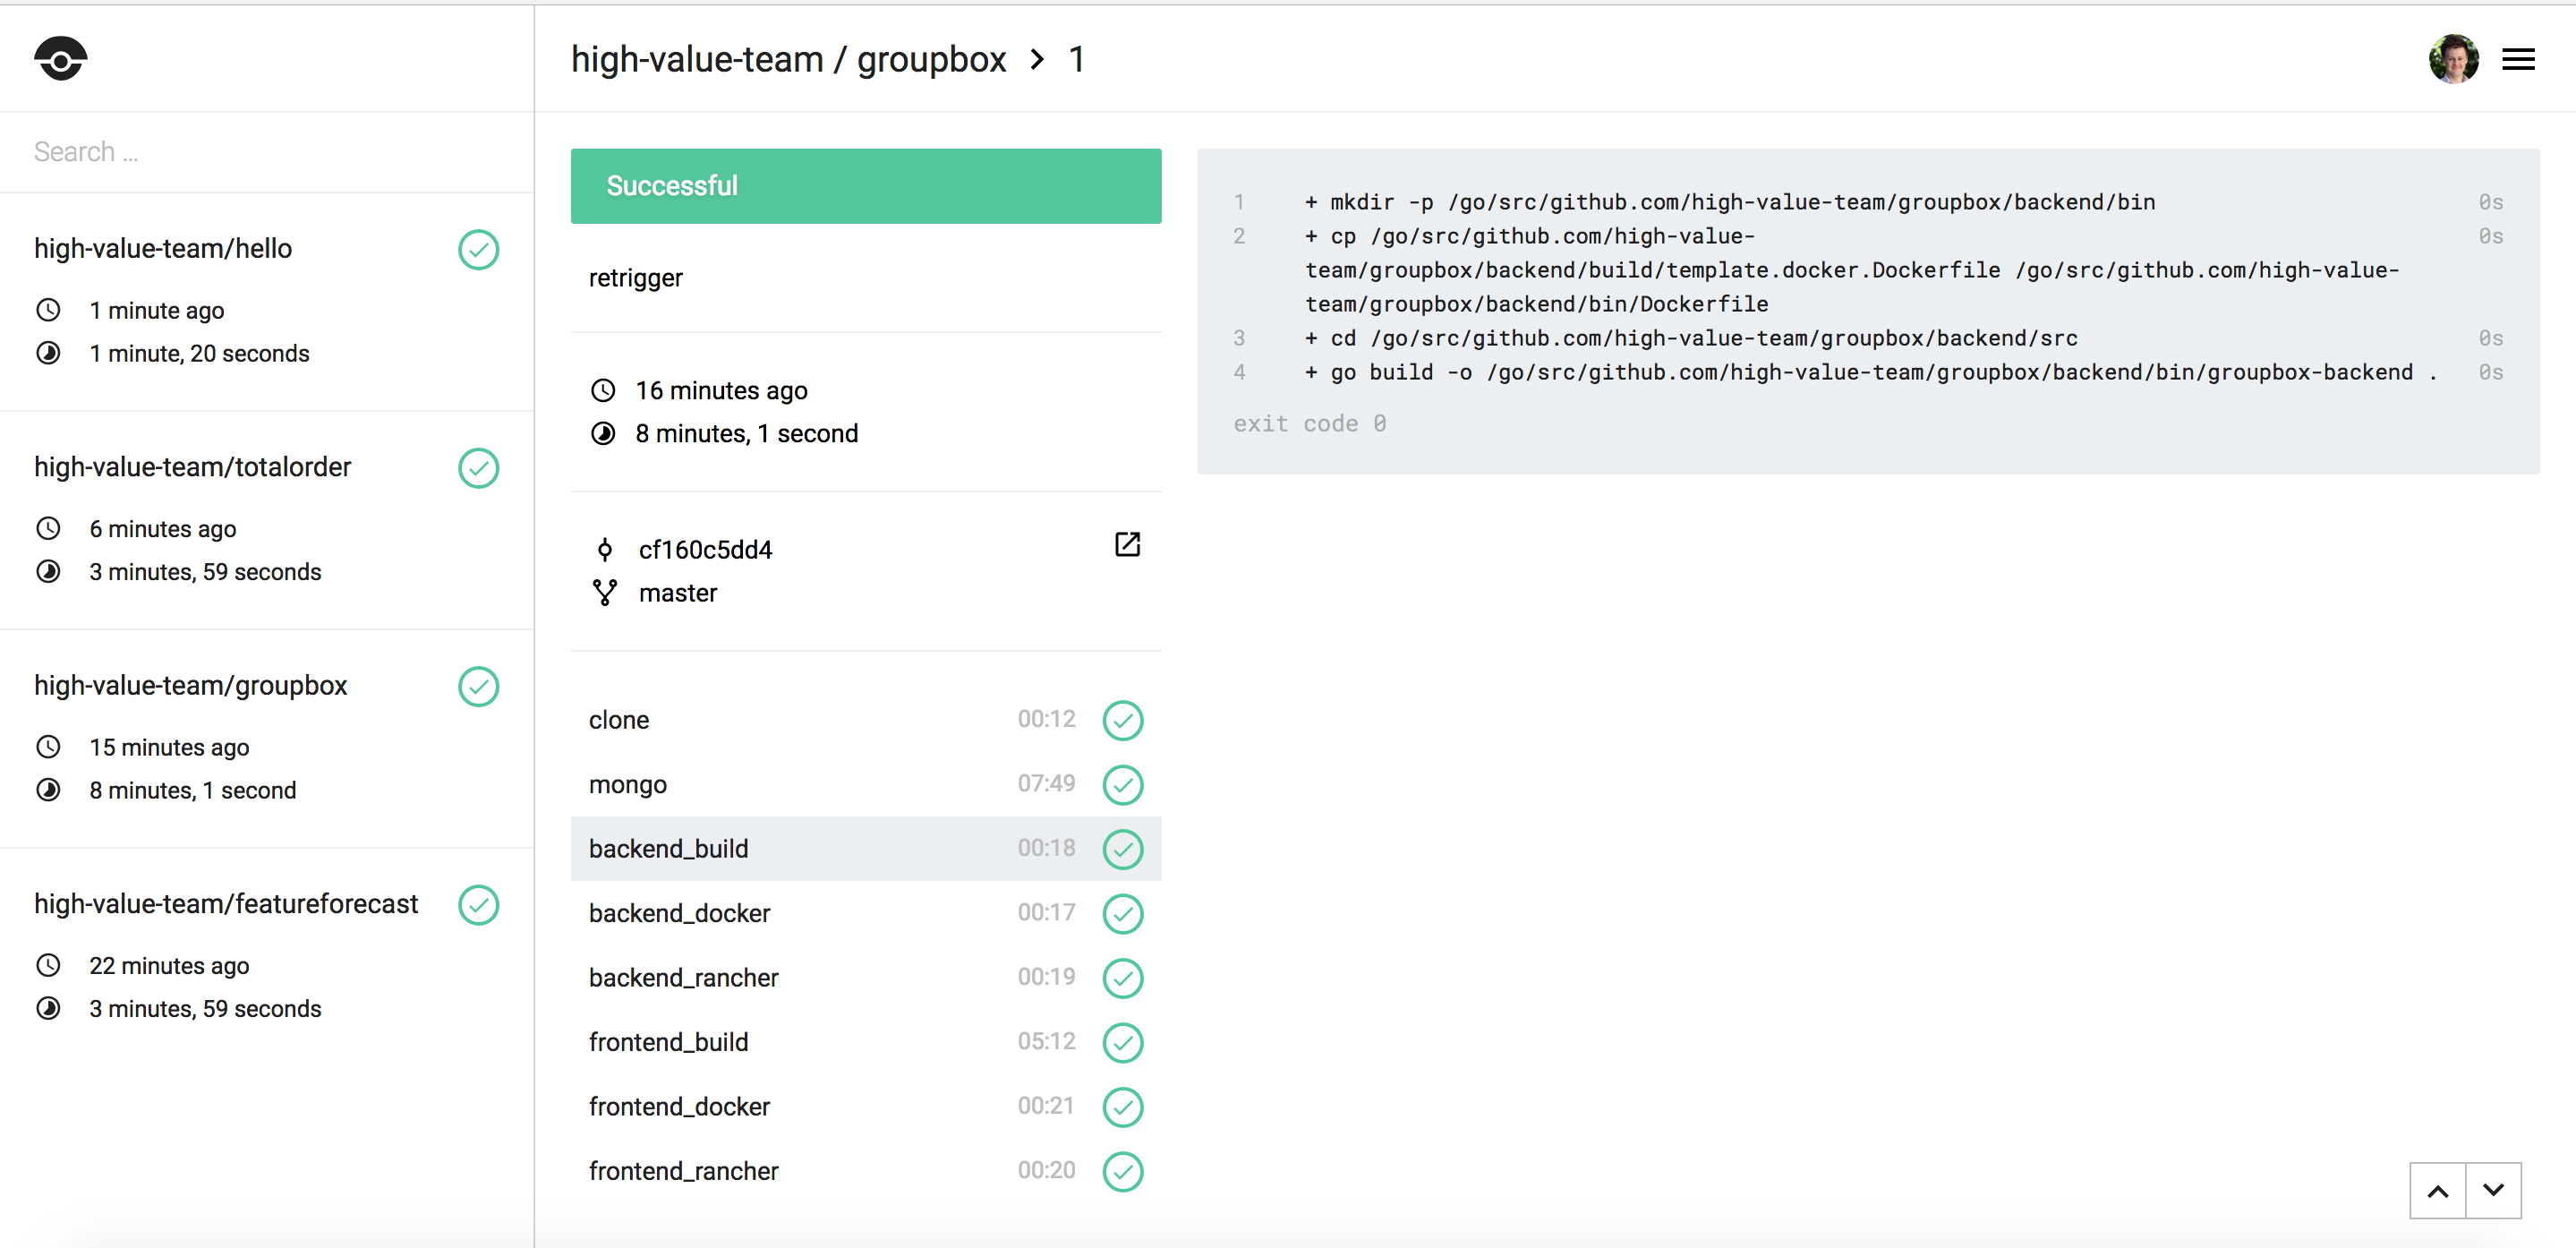 high-value-team / groupbox > 1
Search ...
high-value-team/hello
1 minute ago
1 minute, 20 seconds
high-value-team/totalorder
6 minutes ago
3 minutes, 59 seconds
high-value-team/groupbox
15 minutes ago
8 minutes, 1 second
high-value-team/featureforecast
22 minutes ago
3 minutes, 59 seconds
Successful
retrigger
16 minutes ago
8 minutes, 1 second
cf160c5dd4
master
clone 00:12
mongo 07:49
backend_build 00:18
backend_docker 00:17
backend_rancher 00:19
frontend_build 05:12
frontend_docker 00:21
frontend_rancher 00:20
1 + mkdir -p /go/src/github.com/high-value-team/groupbox/backend/bin 0s
2 + cp /go/src/github.com/high-value- 0s
team/groupbox/backend/build/template.docker.Dockerfile /go/src/github.com/high-value-
team/groupbox/backend/bin/Dockerfile
3 + cd /go/src/github.com/high-value-team/groupbox/backend/src 0s
4 + go build -o /go/src/github.com/high-value-team/groupbox/backend/bin/groupbox-backend . 0s
exit code 0